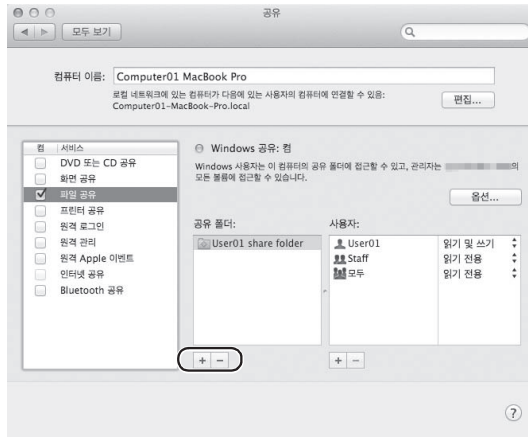 공유
모두 보기
컴퓨터 이름: Computer01 MacBook Pro
로컬 네트워크에 있는 컴퓨터가 다음에 있는 사용자의 컴퓨터에 연결할 수 있음:
Computer01-MacBook-Pro.local
편집...
켬 서비스
DVD 또는 CD 공유
화면 공유
파일 공유
프린터 공유
원격 로그인
원격 관리
원격 Apple 이벤트
인터넷 공유
Bluetooth 공유
Windows 공유: 켬
Windows 사용자는 이 컴퓨터의 공유 폴더에 접근할 수 있고, 관리자는 의
모든 볼륨에 접근할 수 있습니다.
옵션...
공유 폴더:
User01 share folder
+ −
사용자:
User01 읽기 및 쓰기
Staff 읽기 전용
모두 읽기 전용
+ −
?